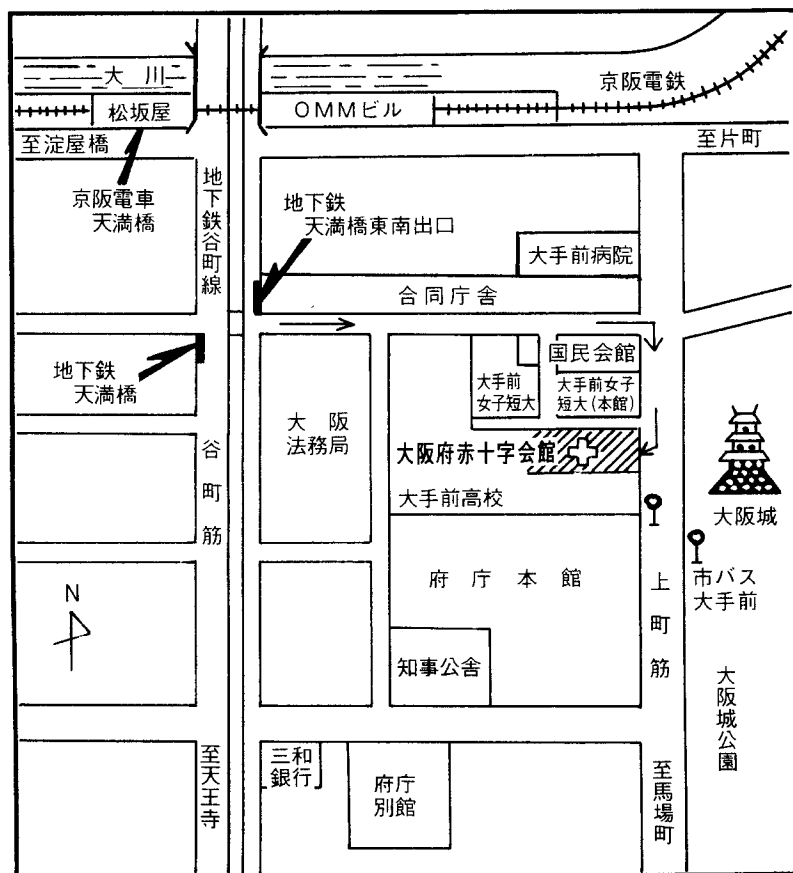 大川
京阪電鉄
松坂屋
OMMビル
至淀屋橋
至片町
京阪電車
天満橋
地下鉄谷町線
地下鉄
天満橋東南出口
大手前病院
合同庁舎
地下鉄
天満橋
国民会館
大手前
女子短大
大手前女子
短大(本館)
大阪
法務局
大阪府赤十字会館
大手前高校
谷町筋
大阪城
市バス
大手前
府庁本館
上町筋
N
知事公舎
大阪城公園
至天王寺
三和
銀行
府庁
別館
至馬場町